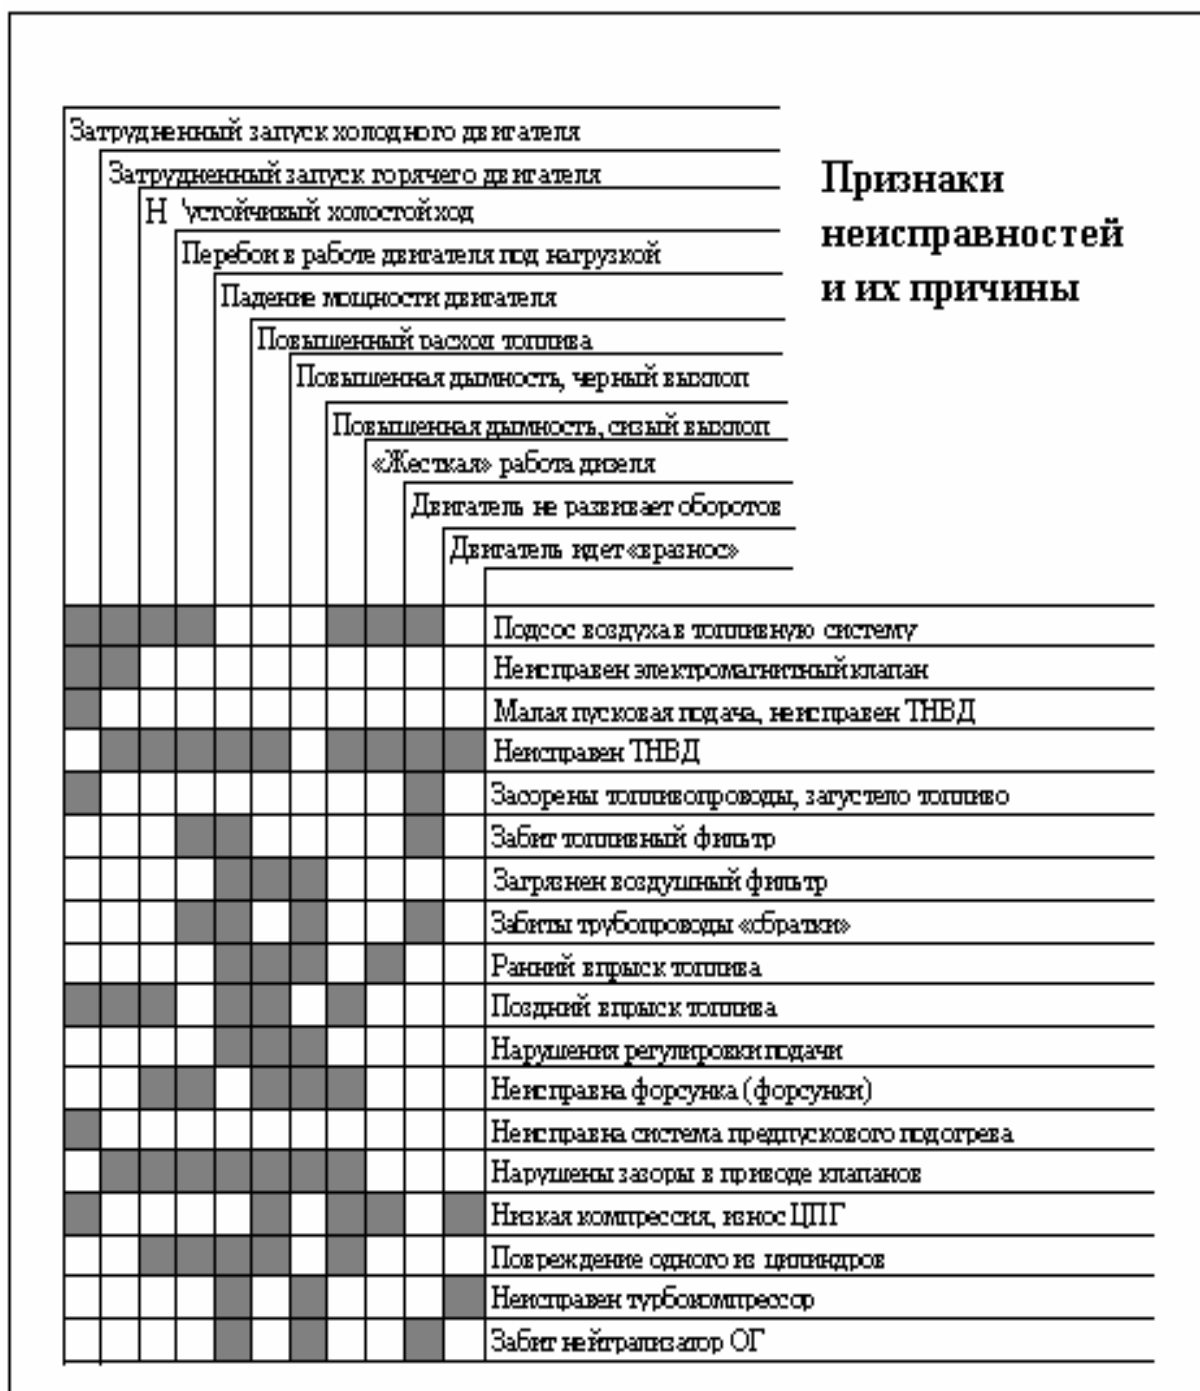 Затрудненный запуск холодного двигателя
Затрудненный запуск горячего двигателя
Н устойчивый холостой ход
Перебои в работе двигателя под нагрузкой
Падение мощности двигателя
Повышенный расход топлива
Повышенная дымность, черный выхлоп
Повышенная дымность, сизый выхлоп
«Жесткая» работа дизеля
Двигатель не развивает оборотов
Двигатель идет «вразнос»
Признаки
неисправностей
и их причины
Подсос воздуха в топливную систему
Неисправен электромагнитный клапан
Малая пусковая подача, неисправен ТНВД
Неисправен ТНВД
Засорены топливопроводы, загустело топливо
Забит топливный фильтр
Загрязнен воздушный фильтр
Забиты трубопроводы «обратки»
Ранний впрыск топлива
Поздний впрыск топлива
Нарушения регулировки подачи
Неисправна форсунка (форсунки)
Неисправна система предпускового подогрева
Нарушены зазоры в приводе клапанов
Низкая компрессия, износ ЦПГ
Повреждение одного из цилиндров
Неисправен турбокомпрессор
Забит нейтрализатор ОГ